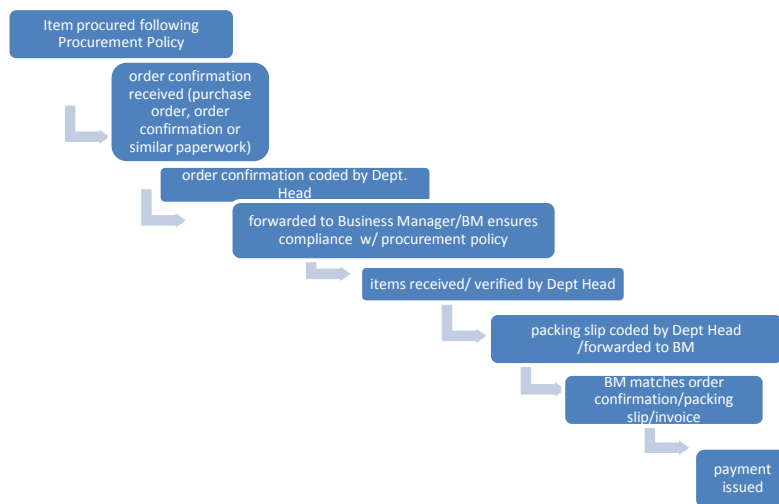 Item procured following
Procurement Policy
order confirmation
received (purchase
order, order
confirmation or
similar paperwork)
order confirmation coded by Dept.
Head
forwarded to Business Manager/BM ensures
compliance w/ procurement policy
items received/ verified by Dept Head
packing slip coded by Dept Head
/forwarded to BM
BM matches order
confirmation/packing
slip/invoice
payment
issued